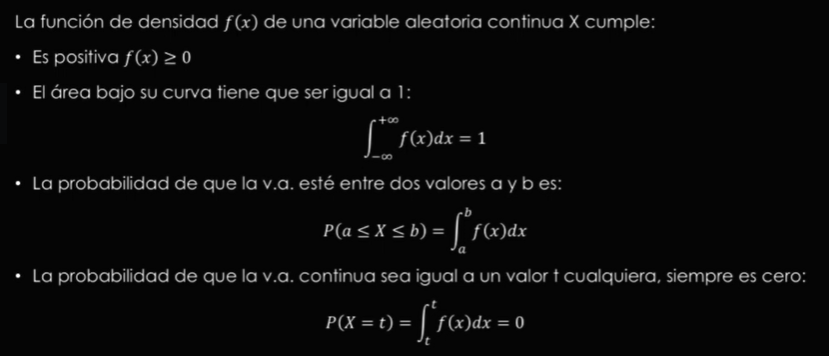 La función de densidad f(x) de una variable aleatoria continua X cumple:
• Es positiva f(x) ≥ 0
• El área bajo su curva tiene que ser igual a 1:
∫_{−∞}^{+∞} f(x)dx = 1
• La probabilidad de que la v.a. esté entre dos valores a y b es:
P(a ≤ X ≤ b) = ∫_a^b f(x)dx
• La probabilidad de que la v.a. continua sea igual a un valor t cualquiera, siempre es cero:
P(X = t) = ∫_t^t f(x)dx = 0